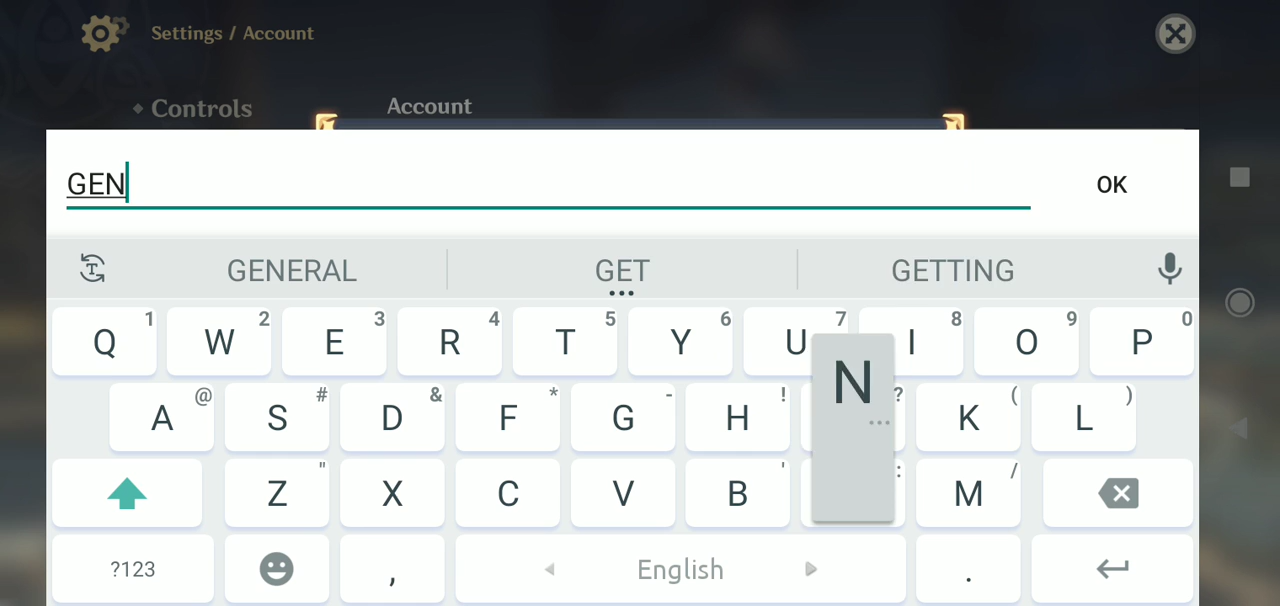 Settings / Account
Controls
Account
GEN
OK
GENERAL GET GETTING
1 2 3 4 5 6 7 8 9 0
Q W E R T Y U I O P
@ # & * - ! ? ( )
A S D F G H K L
N
" ' : /
Z X C V B M
?123 , English .